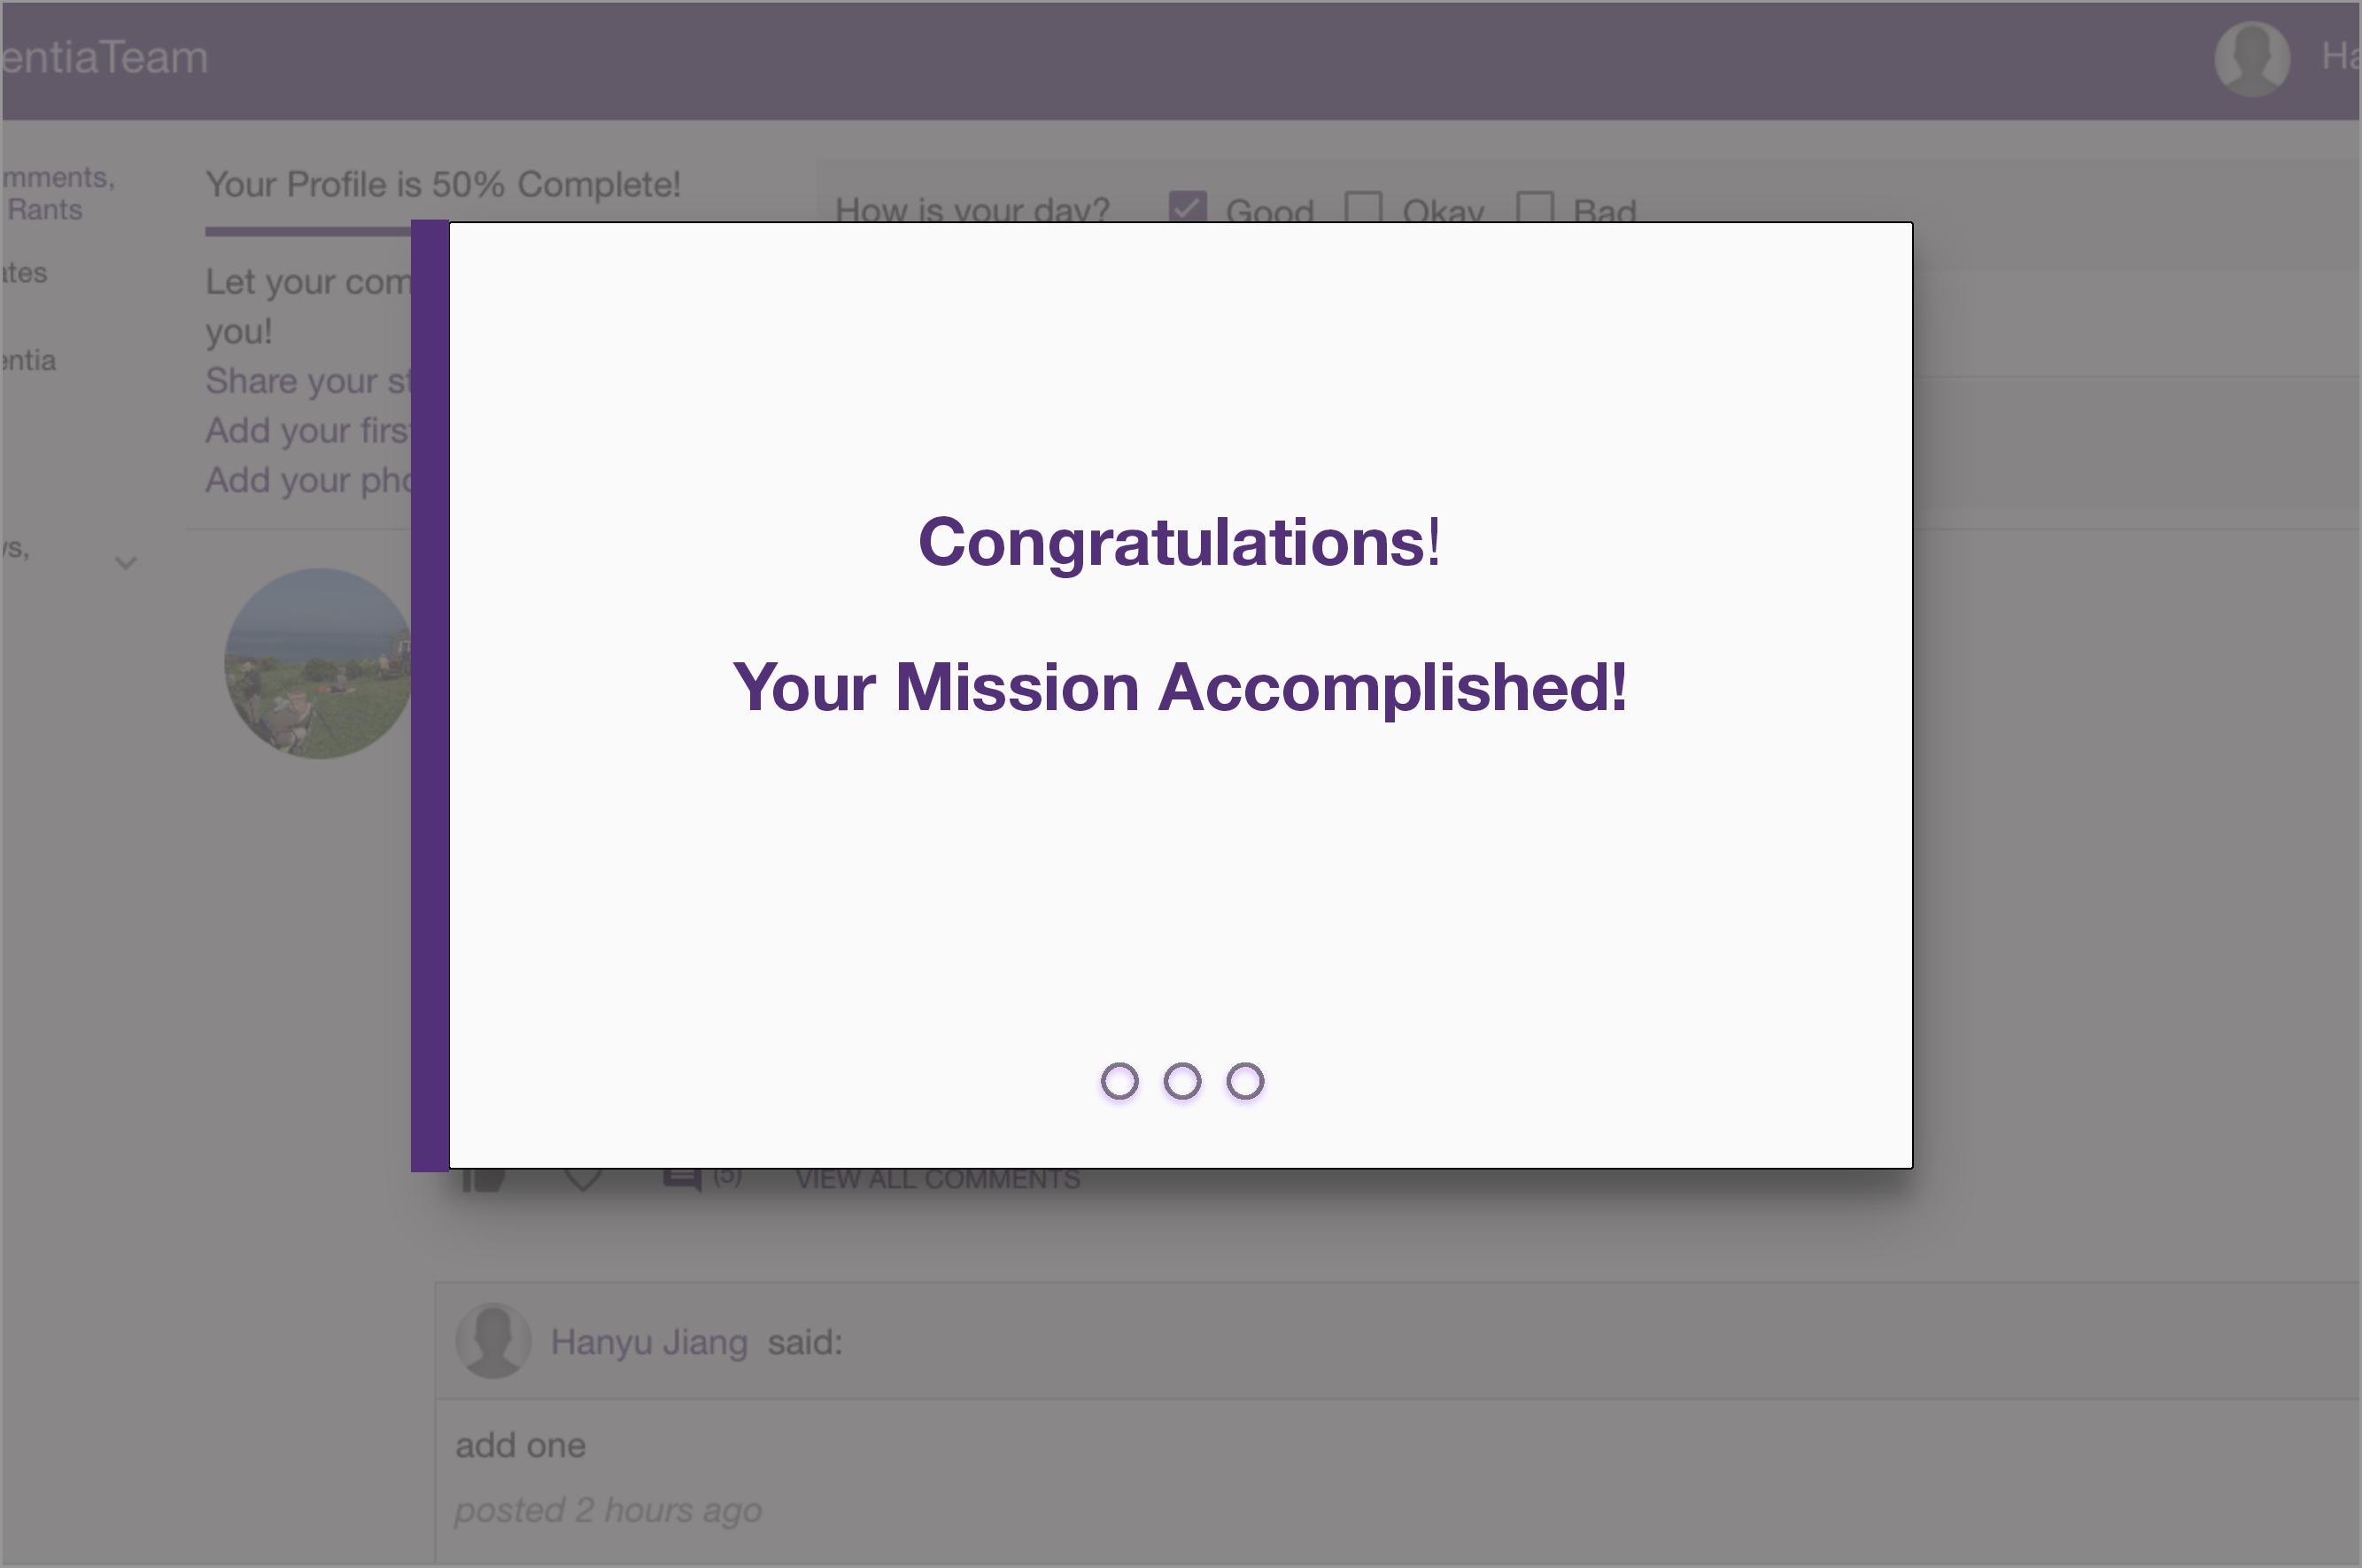 entiaTeam
Ha
mments,
Rants
ates
entia
s,
Your Profile is 50% Complete!
How is your day? Good Okay Bad
Let your com
you!
Share your st
Add your first
Add your pho
Congratulations!
Your Mission Accomplished!
(5) VIEW ALL COMMENTS
Hanyu Jiang said:
add one
posted 2 hours ago